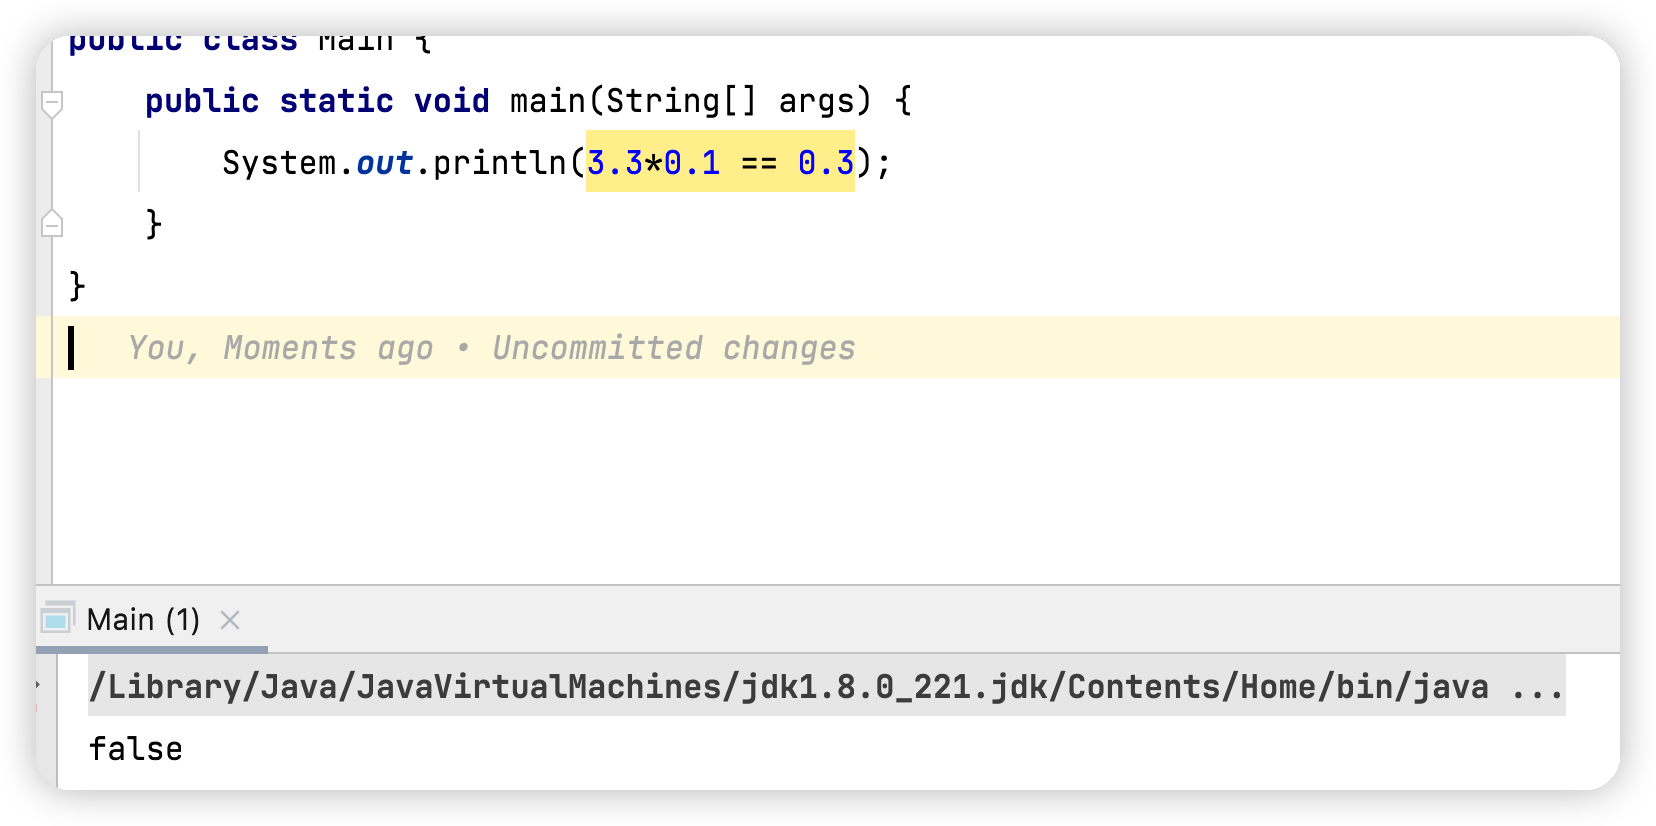 public class Main {
    public static void main(String[] args) {
        System.out.println(3.3*0.1 == 0.3);
    }
}
You, Moments ago • Uncommitted changes
Main (1)
/Library/Java/JavaVirtualMachines/jdk1.8.0_221.jdk/Contents/Home/bin/java ...
false